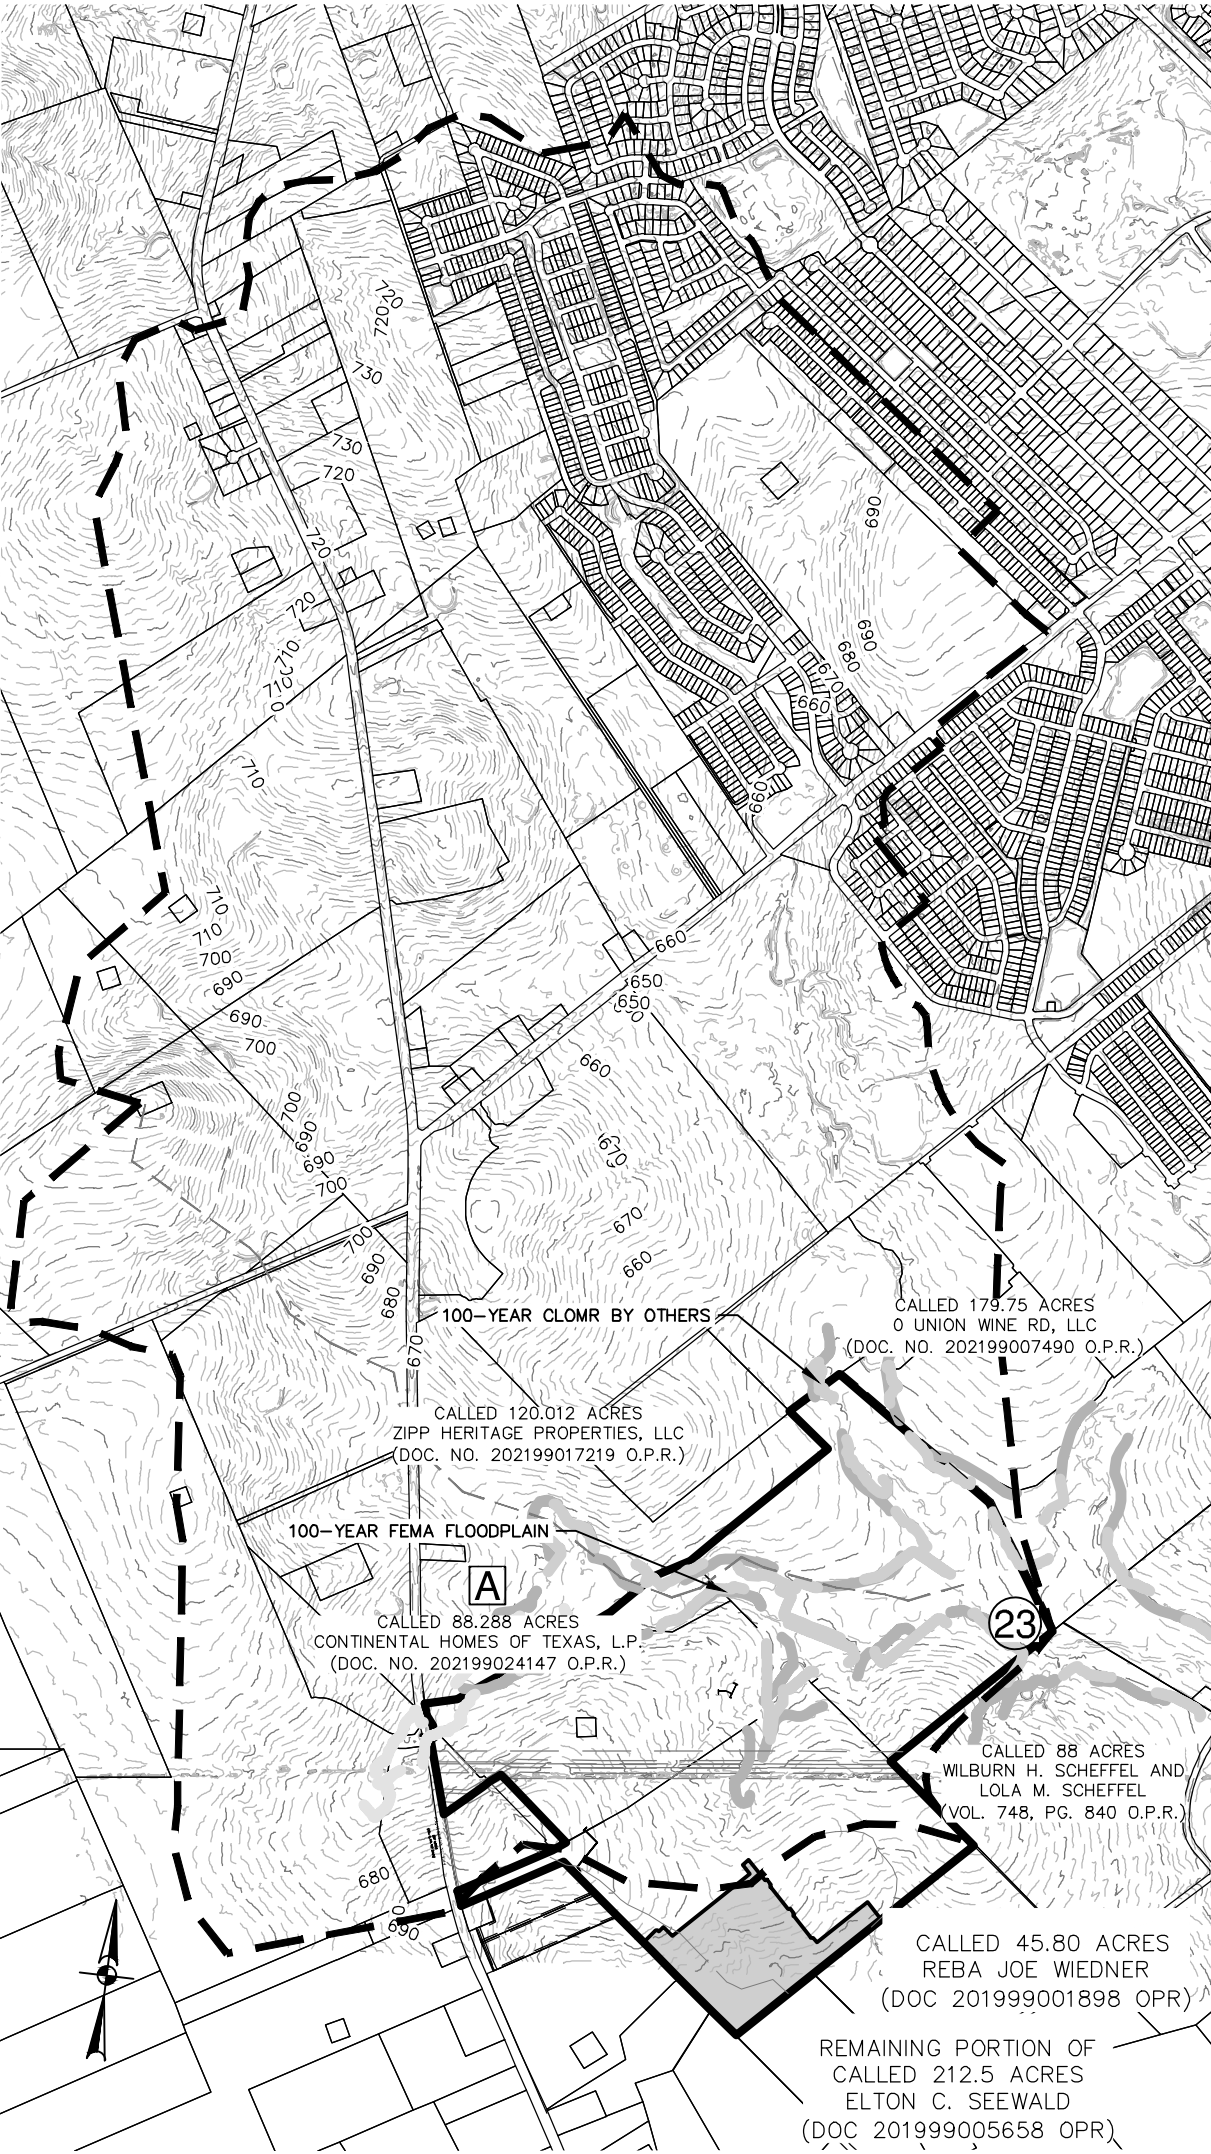 720
720
730
730
720
690
720
720
710
710
0
690
680
670
660
660
710
710
710
700
690
690
700
660
650
650
660
670
700
690
690
700
670
660
700
690
680
670
100-YEAR CLOMR BY OTHERS
CALLED 179.75 ACRES
0 UNION WINE RD, LLC
(DOC. NO. 202199007490 O.P.R.)
CALLED 120.012 ACRES
ZIPP HERITAGE PROPERTIES, LLC
(DOC. NO. 202199017219 O.P.R.)
100-YEAR FEMA FLOODPLAIN
A
CALLED 88.288 ACRES
CONTINENTAL HOMES OF TEXAS, L.P.
(DOC. NO. 202199024147 O.P.R.)
23
1
CALLED 88 ACRES
WILBURN H. SCHEFFEL AND
LOLA M. SCHEFFEL
(VOL. 748, PG. 840 O.P.R.)
680
690
CALLED 45.80 ACRES
REBA JOE WIEDNER
(DOC 201999001898 OPR)
REMAINING PORTION OF
CALLED 212.5 ACRES
ELTON C. SEEWALD
(DOC 201999005658 OPR)